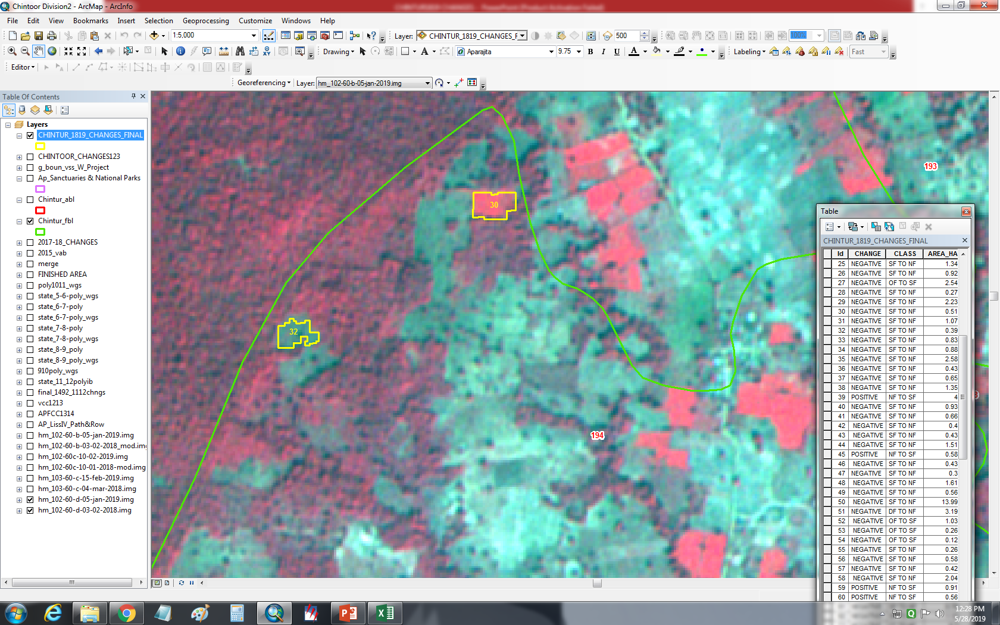 Chintoor Division2 - ArcMap - ArcInfo
File Edit View Bookmarks Insert Selection Geoprocessing Customize Windows Help
1:5,000
Layer: CHINTUR_1819_CHANGES_F
500
100%
Drawing
Aparajita
9.75
B I U A
Labeling
Fast
Editor
Georeferencing Layer: hm_102-60-b-05-jan-2019.img
Table Of Contents
Layers
CHINTUR_1819_CHANGES_FINAL
CHINTOOR_CHANGES123
g_boun_vss_W_Project
Ap_Sanctuaries & National Parks
Chintur_abl
Chintur_fbl
2017-18_CHANGES
2015_vab
merge
FINISHED AREA
poly1011_wgs
state_5-6-poly_wgs
state_6-7-poly
state_6-7-poly_wgs
state_7-8-poly
state_7-8-poly_wgs
state_8-9_poly
state_8-9_poly_wgs
910poly_wgs
state_11_12polyib
final_1492_1112chngs
vcc1213
APFCC1314
AP_LissIV_Path&Row
hm_102-60-b-05-jan-2019.img
hm_102-60-b-03-02-2018_mod.im
hm_102-60c-10-02-2019.img
hm_102-60c-10-01-2018-mod.img
hm_103-60-c-15-feb-2019.img
hm_103-60-c-04-mar-2018.img
hm_102-60-d-05-jan-2019.img
hm_102-60-d-03-02-2018.img
30
32
193
194
Table
CHINTUR_1819_CHANGES_FINAL
Id CHANGE CLASS AREA_HA
25 NEGATIVE SF TO NF 1.34
26 NEGATIVE SF TO NF 0.92
27 NEGATIVE OF TO SF 2.54
28 NEGATIVE SF TO NF 0.27
29 NEGATIVE SF TO NF 2.23
30 NEGATIVE SF TO NF 0.51
31 NEGATIVE SF TO NF 1.07
32 NEGATIVE SF TO NF 0.39
33 NEGATIVE SF TO NF 0.83
34 NEGATIVE SF TO NF 0.88
35 NEGATIVE SF TO NF 2.58
36 NEGATIVE SF TO NF 0.43
37 NEGATIVE SF TO NF 0.65
38 NEGATIVE SF TO NF 1.35
39 POSITIVE NF TO SF 4
40 NEGATIVE SF TO NF 0.93
41 NEGATIVE SF TO NF 0.66
42 NEGATIVE SF TO NF 0.4
43 NEGATIVE SF TO NF 0.43
44 NEGATIVE SF TO NF 1.51
45 POSITIVE NF TO SF 0.58
46 NEGATIVE SF TO NF 0.43
47 NEGATIVE SF TO NF 0.3
48 NEGATIVE SF TO NF 1.61
49 NEGATIVE SF TO NF 0.56
50 NEGATIVE SF TO NF 13.99
51 NEGATIVE DF TO NF 3.19
52 NEGATIVE OF TO SF 1.03
53 NEGATIVE OF TO SF 0.26
54 NEGATIVE OF TO SF 0.12
55 NEGATIVE SF TO NF 0.26
56 NEGATIVE SF TO NF 0.58
57 NEGATIVE SF TO NF 0.42
58 NEGATIVE SF TO NF 2.04
59 POSITIVE NF TO SF 0.91
60 POSITIVE NF TO SF 0.56
12:28 PM
5/28/2019